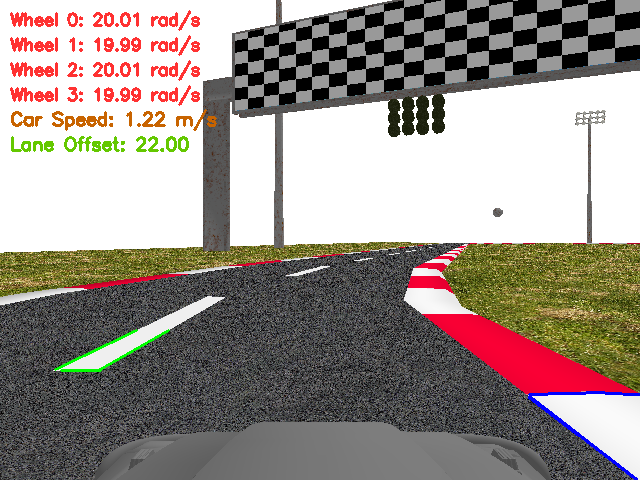 Wheel 0: 20.01 rad/s
Wheel 1: 19.99 rad/s
Wheel 2: 20.01 rad/s
Wheel 3: 19.99 rad/s
Car Speed: 1.22 m/s
Lane Offset: 22.00